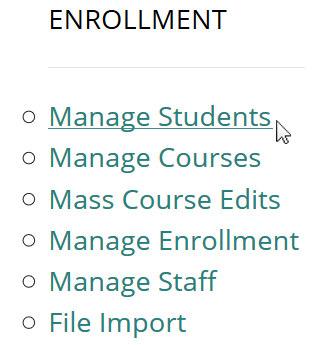 ENROLLMENT
Manage Students
Manage Courses
Mass Course Edits
Manage Enrollment
Manage Staff
File Import